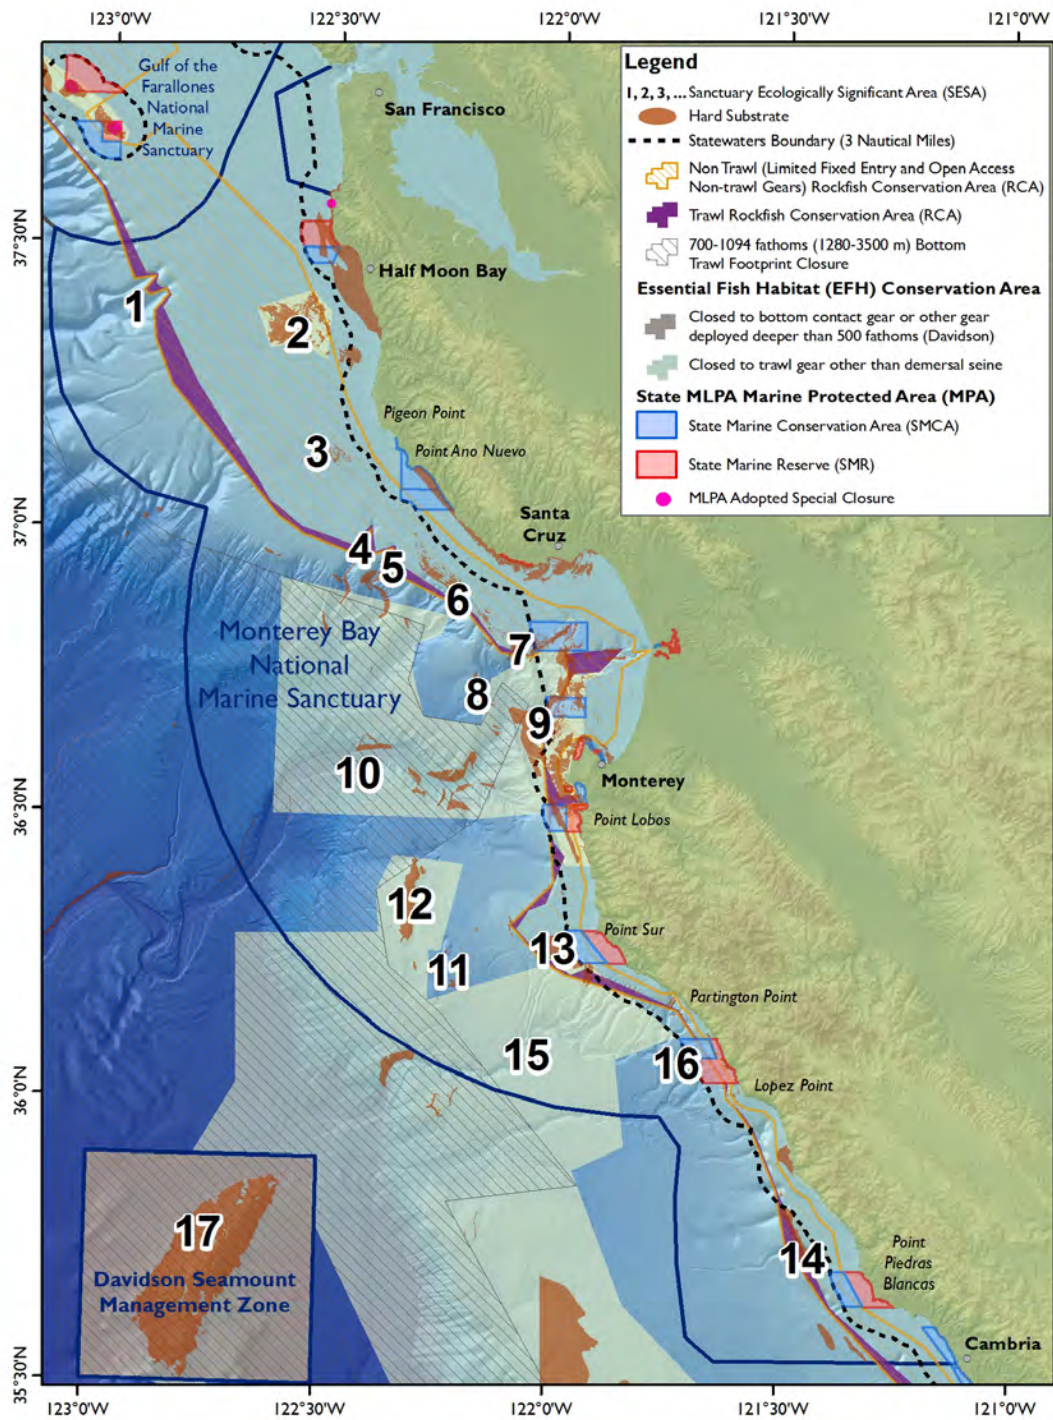 123°0'W 122°30'W 122°0'W 121°30'W 121°0'W
Gulf of the
Farallones
National
Marine
Sanctuary
San Francisco
Legend
1, 2, 3, ... Sanctuary Ecologically Significant Area (SESA)
Hard Substrate
Statewaters Boundary (3 Nautical Miles)
Non Trawl (Limited Fixed Entry and Open Access
Non-trawl Gears) Rockfish Conservation Area (RCA)
Trawl Rockfish Conservation Area (RCA)
700-1094 fathoms (1280-3500 m) Bottom
Trawl Footprint Closure
Essential Fish Habitat (EFH) Conservation Area
Closed to bottom contact gear or other gear
deployed deeper than 500 fathoms (Davidson)
Closed to trawl gear other than demersal seine
State MLPA Marine Protected Area (MPA)
State Marine Conservation Area (SMCA)
State Marine Reserve (SMR)
MLPA Adopted Special Closure
37°30'N
Half Moon Bay
1
2
Pigeon Point
3
Point Ano Nuevo
37°0'N
Santa
Cruz
4
5
6
Monterey Bay
National
Marine Sanctuary
7
8
9
10
Monterey
36°30'N
Point Lobos
12
Point Sur
13
11
Partington Point
15
16
36°0'N
Lopez Point
17
Davidson Seamount
Management Zone
14
Point
Piedras
Blancas
Cambria
35°30'N
123°0'W 122°30'W 122°0'W 121°30'W 121°0'W